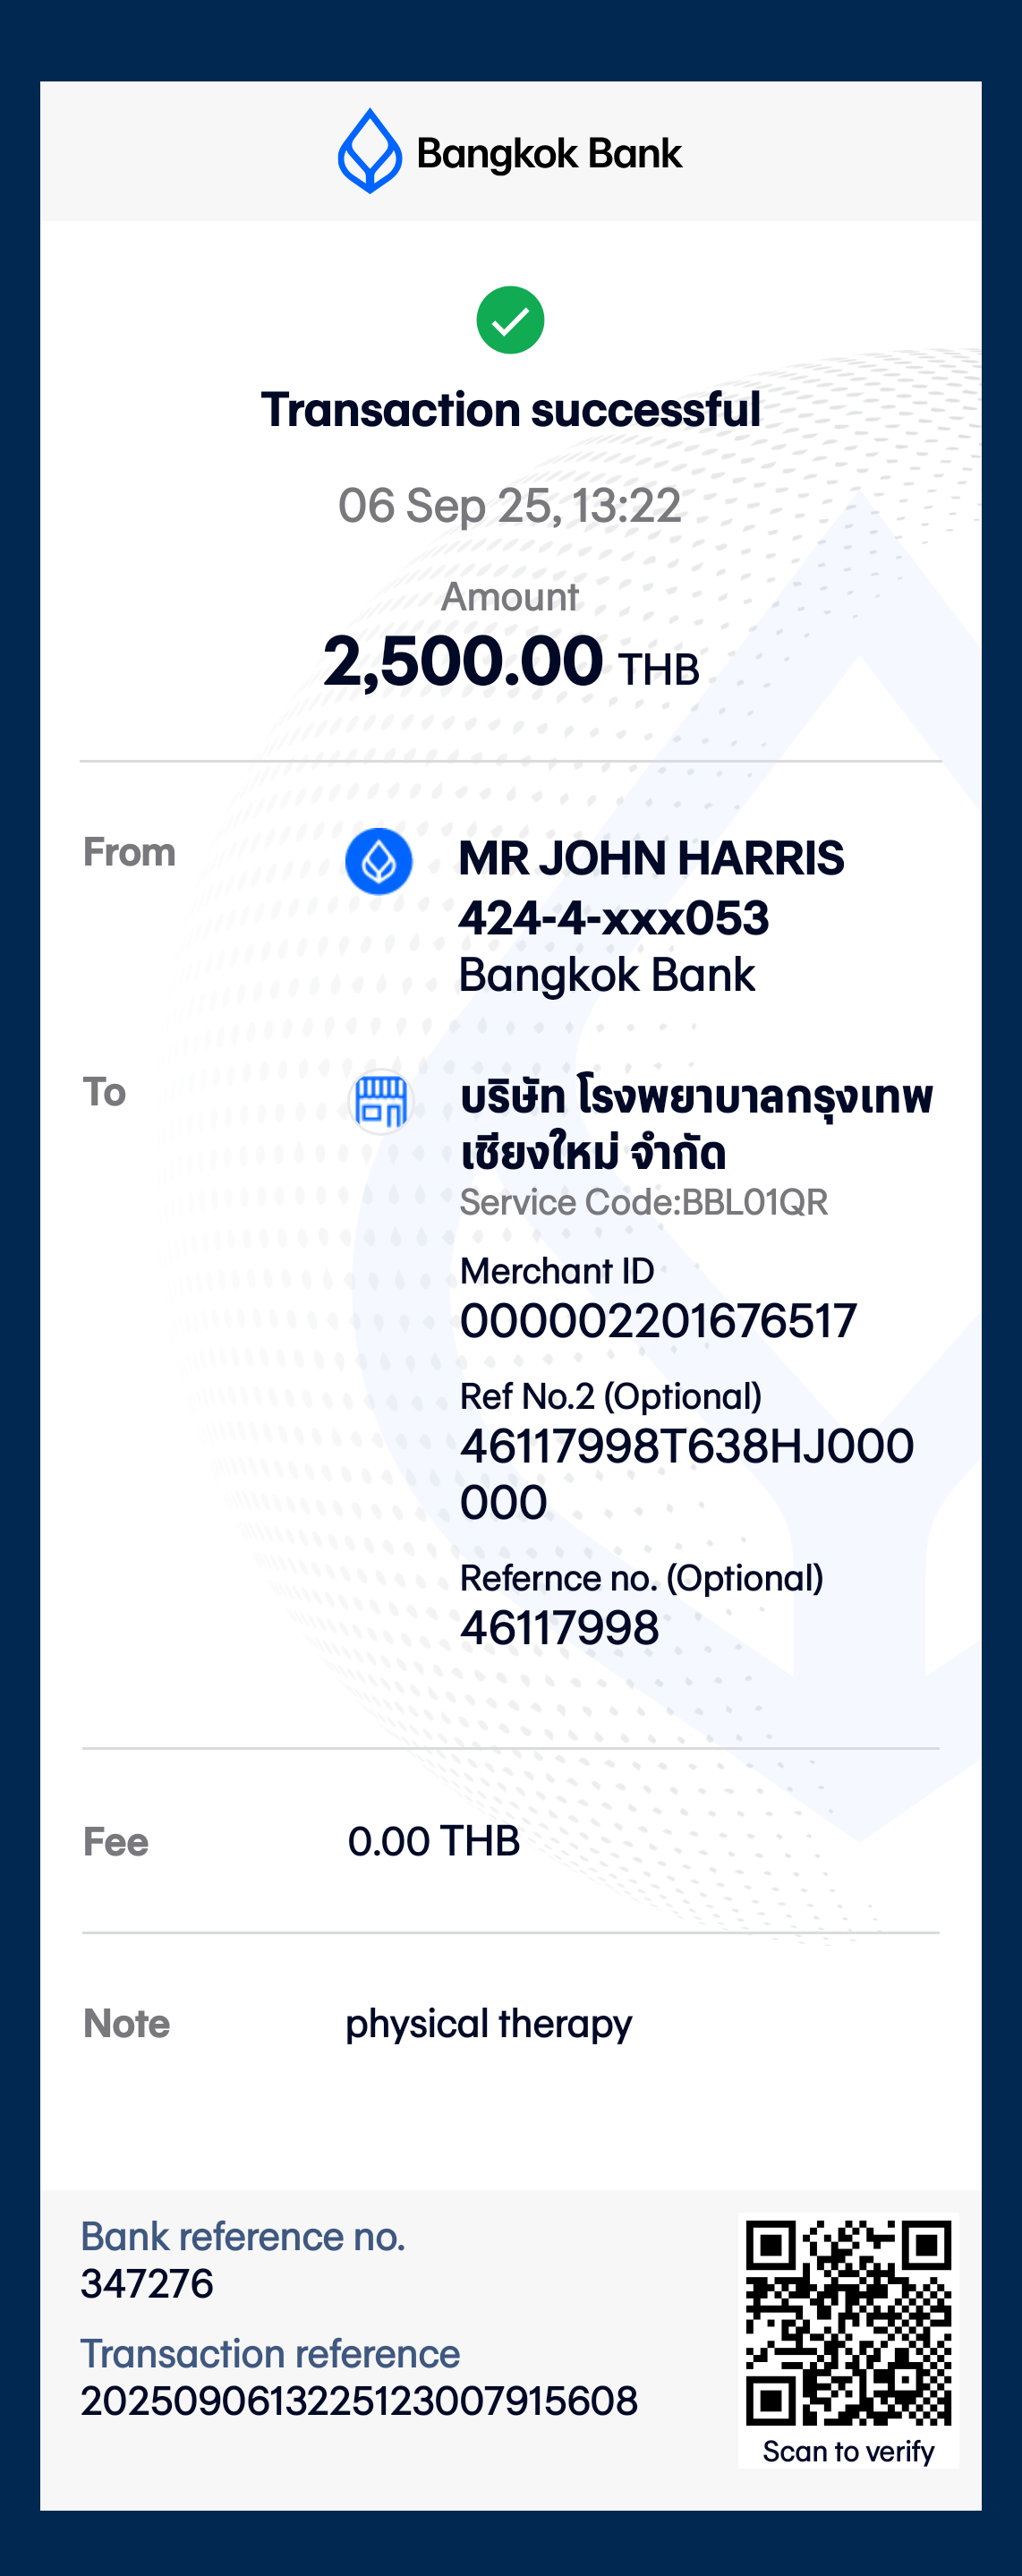 Bangkok Bank
Transaction successful
06 Sep 25, 13:22
Amount
2,500.00 THB
From
MR JOHN HARRIS
424-4-xxx053
Bangkok Bank
To
บริษัท โรงพยาบาลกรุงเทพ
เชียงใหม่ จำกัด
Service Code:BBL01QR
Merchant ID
000002201676517
Ref No.2 (Optional)
46117998T638HJ000
000
Refernce no. (Optional)
46117998
Fee
0.00 THB
Note
physical therapy
Bank reference no.
347276
Transaction reference
2025090613225123007915608
Scan to verify